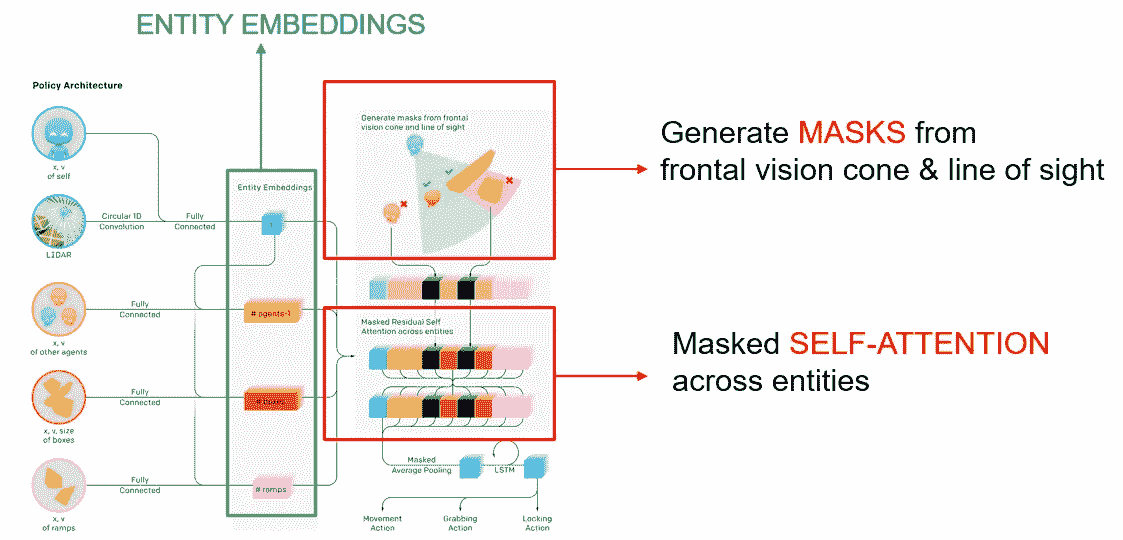 ENTITY EMBEDDINGS
Policy Architecture
x, v
of self
LIDAR
Circular 1D
Convolution
Fully
Connected
x, v
of other agents
Fully
Connected
x, v, size
of boxes
Fully
Connected
x, v
of ramps
Fully
Connected
Entity Embeddings
1
# agents-1
# ramps
Generate masks from frontal
vision cone and line of sight
Masked Residual Self
Attention across entities
Masked
Average Pooling
LSTM
Movement
Action
Grabbing
Action
Locking
Action
Generate MASKS from
frontal vision cone & line of sight
Masked SELF-ATTENTION
across entities